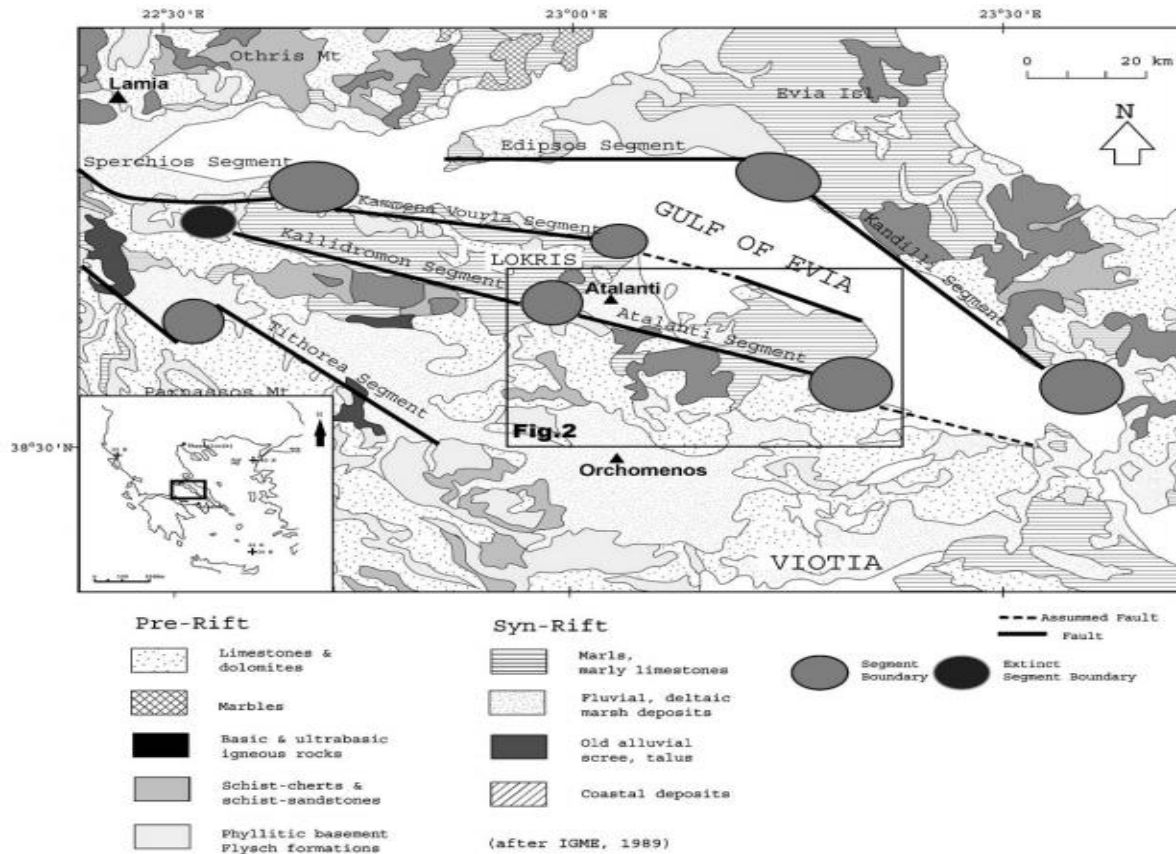 22°30'E
23°00'E
23°30'E
Othris Mt
Lamia
0 20 km
Evia Isl
N
Sperchios Segment
Edipsos Segment
Kammena Vourla Segment
GULF OF EVIA
Kandilli Segment
Kallidromon Segment
LOKRIS
Atalanti
Atalanti Segment
Tithorea Segment
Parnassos Mt
38°30'N
Fig.2
Orchomenos
VIOTIA
Pre-Rift
Limestones &
dolomites
Marbles
Basic & ultrabasic
igneous rocks
Schist-cherts &
schist-sandstones
Phyllitic basement
Flysch formations
Syn-Rift
Marls,
marly limestones
Fluvial, deltaic
marsh deposits
Old alluvial
scree, talus
Coastal deposits
(after IGME, 1989)
Assummed Fault
Fault
Segment
Boundary
Extinct
Segment Boundary